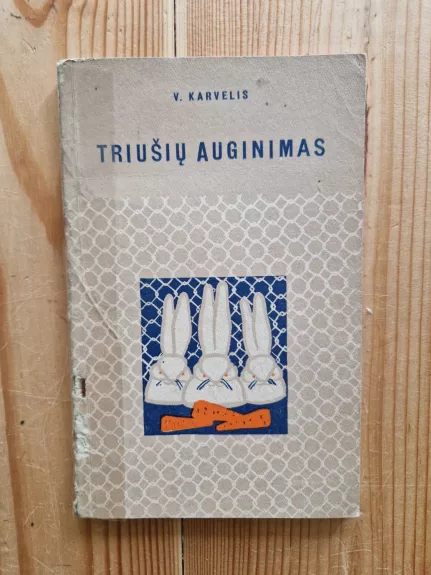 V. KARVELIS
TRIUŠIŲ AUGINIMAS